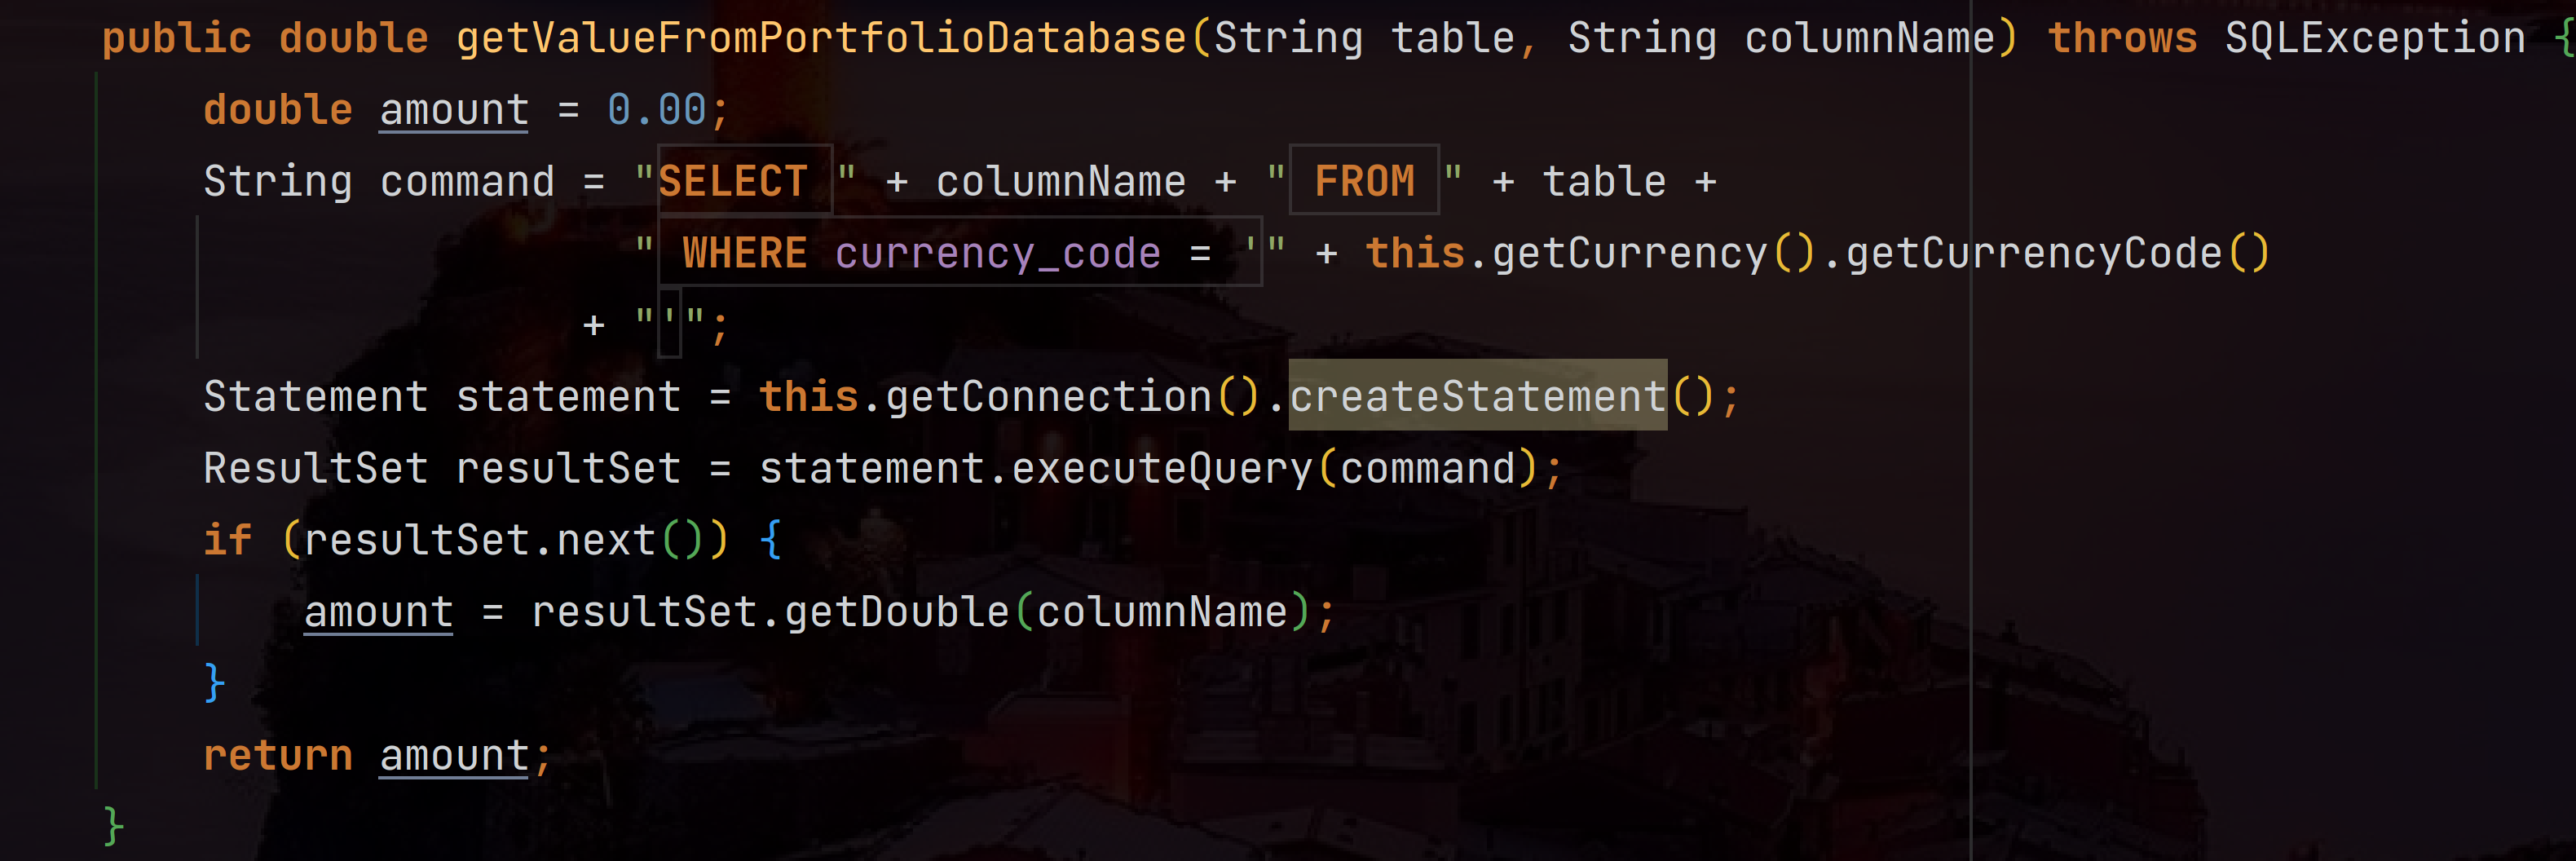 public double getValueFromPortfolioDatabase(String table, String columnName) throws SQLException {
double amount = 0.00;
String command = "SELECT " + columnName + " FROM " + table +
" WHERE currency_code = '" + this.getCurrency().getCurrencyCode()
+ "'";
Statement statement = this.getConnection().createStatement();
ResultSet resultSet = statement.executeQuery(command);
if (resultSet.next()) {
amount = resultSet.getDouble(columnName);
}
return amount;
}